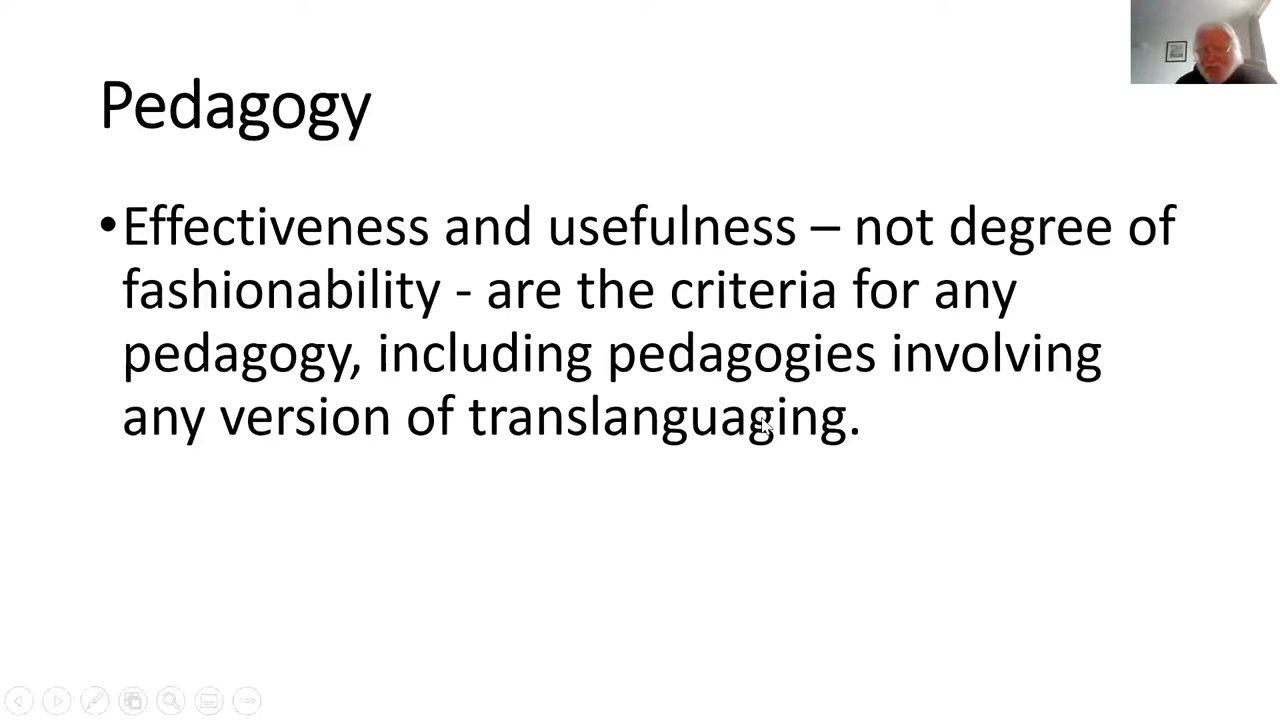 Pedagogy
•Effectiveness and usefulness – not degree of
fashionability - are the criteria for any
pedagogy, including pedagogies involving
any version of translanguaging.